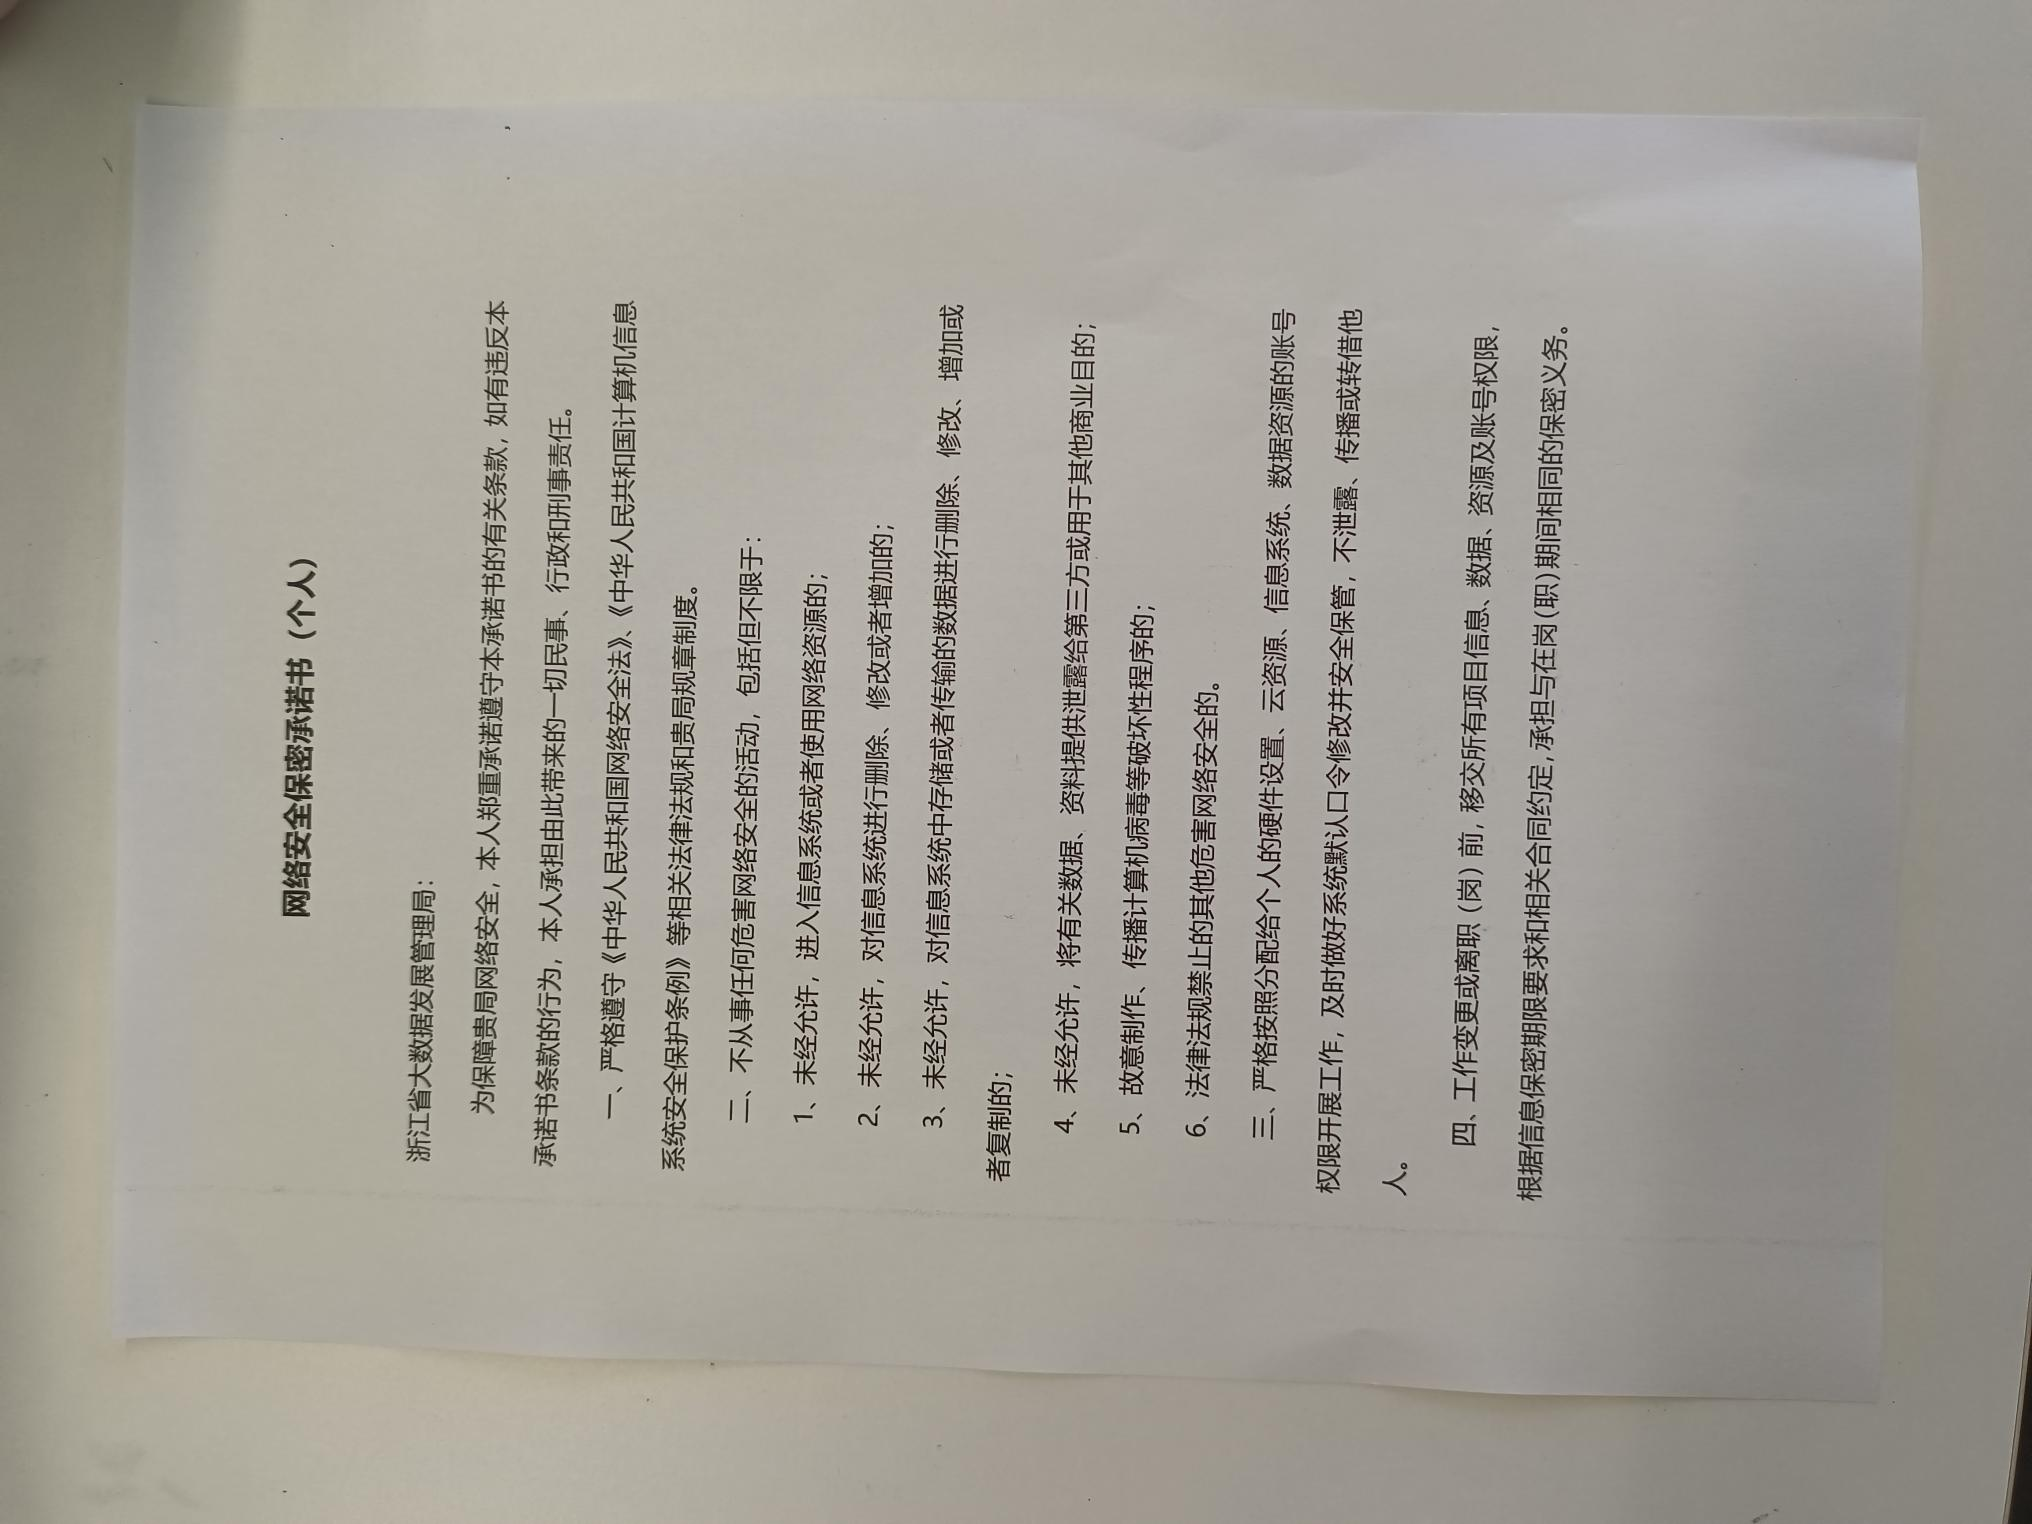 网络安全保密承诺书（个人）
浙江省大数据发展管理局：
为保障贵局网络安全，本人郑重承诺遵守本承诺书的有关条款，如有违反本
承诺书条款的行为，本人承担由此带来的一切民事、行政和刑事责任。
一、严格遵守《中华人民共和国网络安全法》、《中华人民共和国计算机信息
系统安全保护条例》等相关法律法规和贵局规章制度。
二、不从事任何危害网络安全的活动，包括但不限于：
1、未经允许，进入信息系统或者使用网络资源的；
2、未经允许，对信息系统进行删除、修改或者增加的；
3、未经允许，对信息系统中存储或者传输的数据进行删除、修改、增加或
者复制的；
4、未经允许，将有关数据、资料提供泄露给第三方或用于其他商业目的；
5、故意制作、传播计算机病毒等破坏性程序的；
6、法律法规禁止的其他危害网络安全的。
三、严格按照分配给个人的硬件设置、云资源、信息系统、数据资源的账号
权限开展工作，及时做好系统默认口令修改并安全保管，不泄露、传播或转借他
人。
四、工作变更或离职（岗）前，移交所有项目信息、数据、资源及账号权限，
根据信息保密期限要求和相关合同约定，承担与在岗（职）期间相同的保密义务。